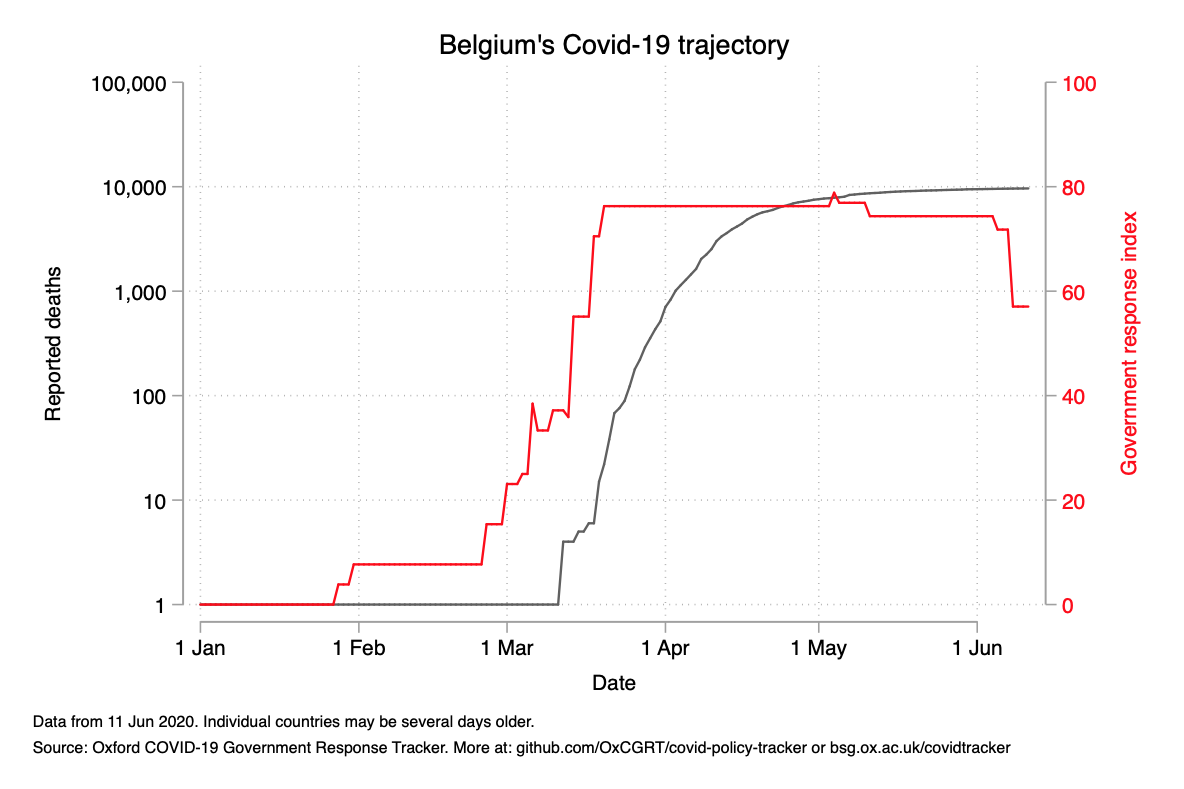 Belgium's Covid-19 trajectory
100,000
10,000
1,000
100
10
1
Reported deaths
100
80
60
40
20
0
Government response index
1 Jan
1 Feb
1 Mar
1 Apr
1 May
1 Jun
Date
Data from 11 Jun 2020. Individual countries may be several days older.
Source: Oxford COVID-19 Government Response Tracker. More at: github.com/OxCGRT/covid-policy-tracker or bsg.ox.ac.uk/covidtracker